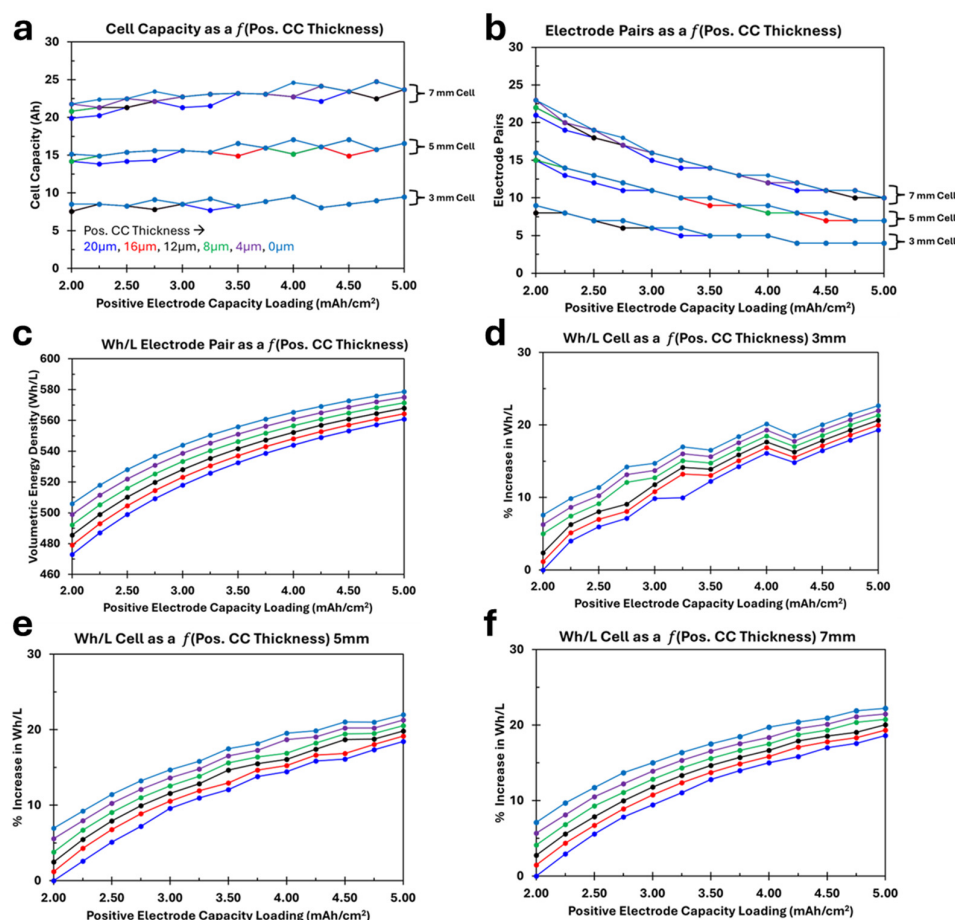 a
Cell Capacity as a f(Pos. CC Thickness)
Cell Capacity (Ah)
30
25
20
15
10
5
0
7 mm Cell
5 mm Cell
3 mm Cell
Pos. CC Thickness →
20µm, 16µm, 12µm, 8µm, 4µm, 0µm
2.00 2.50 3.00 3.50 4.00 4.50 5.00
Positive Electrode Capacity Loading (mAh/cm²)
b
Electrode Pairs as a f(Pos. CC Thickness)
Electrode Pairs
30
25
20
15
10
5
0
7 mm Cell
5 mm Cell
3 mm Cell
2.00 2.50 3.00 3.50 4.00 4.50 5.00
Positive Electrode Capacity Loading (mAh/cm²)
c
Wh/L Electrode Pair as a f(Pos. CC Thickness)
Volumetric Energy Density (Wh/L)
600
580
560
540
520
500
480
460
2.00 2.50 3.00 3.50 4.00 4.50 5.00
Positive Electrode Capacity Loading (mAh/cm²)
d
Wh/L Cell as a f(Pos. CC Thickness) 3mm
% Increase in Wh/L
30
20
10
0
2.00 2.50 3.00 3.50 4.00 4.50 5.00
Positive Electrode Capacity Loading (mAh/cm²)
e
Wh/L Cell as a f(Pos. CC Thickness) 5mm
% Increase in Wh/L
30
20
10
0
2.00 2.50 3.00 3.50 4.00 4.50 5.00
Positive Electrode Capacity Loading (mAh/cm²)
f
Wh/L Cell as a f(Pos. CC Thickness) 7mm
% Increase in Wh/L
30
20
10
0
2.00 2.50 3.00 3.50 4.00 4.50 5.00
Positive Electrode Capacity Loading (mAh/cm²)